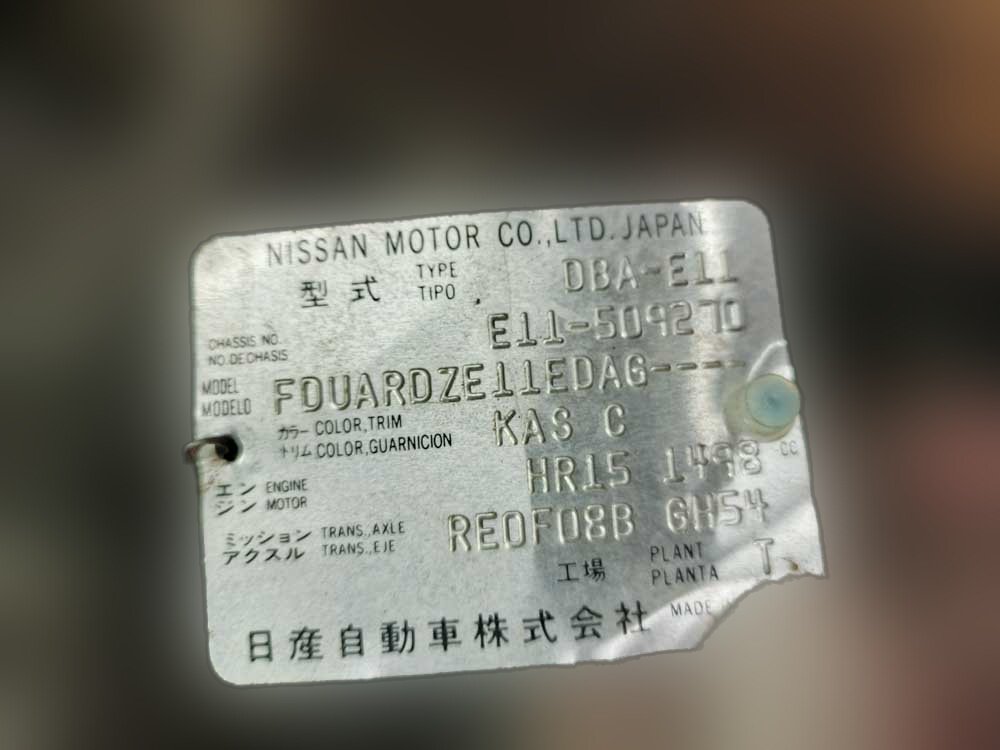 NISSAN MOTOR CO.,LTD. JAPAN
型式 TYPE TIPO DBA-E11
CHASSIS NO. NO.DE CHASIS E11-509270
MODEL MODELO FDUARDZE11EDAG----
カラー COLOR,TRIM KAS C
トリム COLOR,GUARNICION
エンジン ENGINE MOTOR HR15 1498 CC
ミッション TRANS.,AXLE RE0F08B GH54
アクスル TRANS.,EJE
工場 PLANT PLANTA T
日産自動車株式会社 MADE